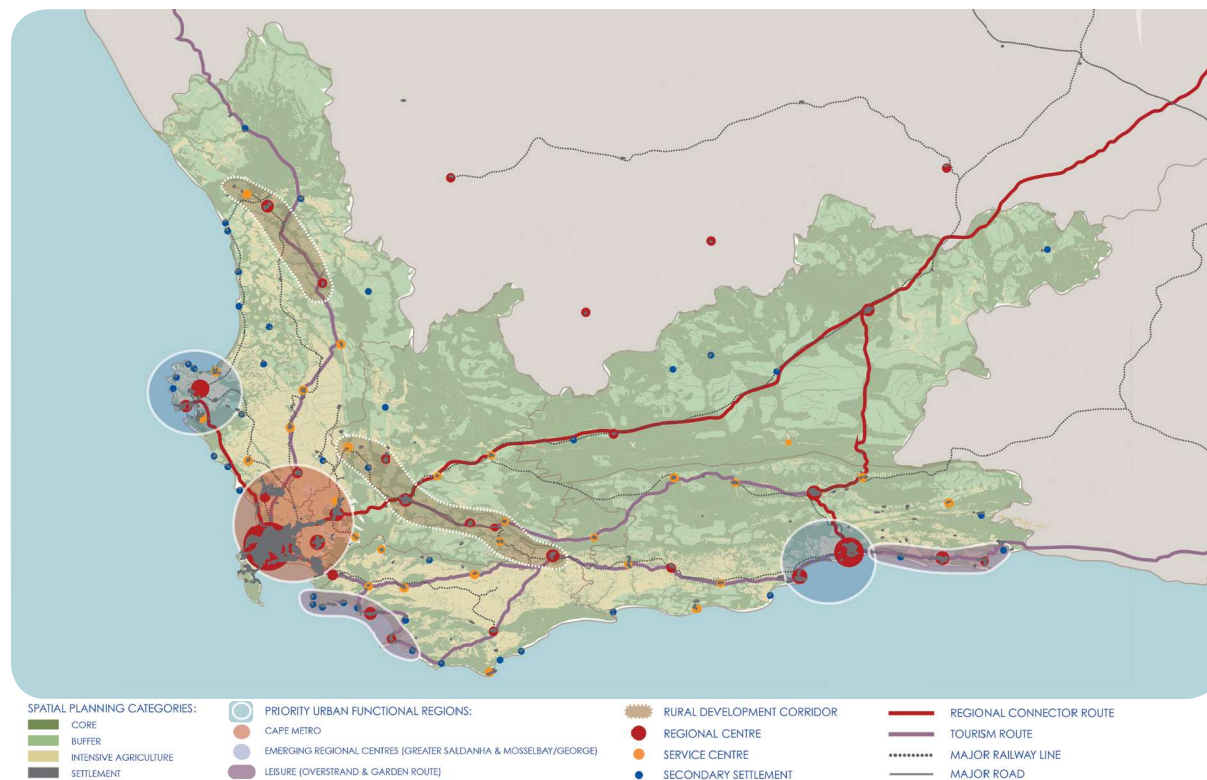 SPATIAL PLANNING CATEGORIES:
CORE
BUFFER
INTENSIVE AGRICULTURE
SETTLEMENT
PRIORITY URBAN FUNCTIONAL REGIONS:
CAPE METRO
EMERGING REGIONAL CENTRES (GREATER SALDANHA & MOSSELBAY/GEORGE)
LEISURE (OVERSTRAND & GARDEN ROUTE)
RURAL DEVELOPMENT CORRIDOR
REGIONAL CENTRE
SERVICE CENTRE
SECONDARY SETTLEMENT
REGIONAL CONNECTOR ROUTE
TOURISM ROUTE
MAJOR RAILWAY LINE
MAJOR ROAD